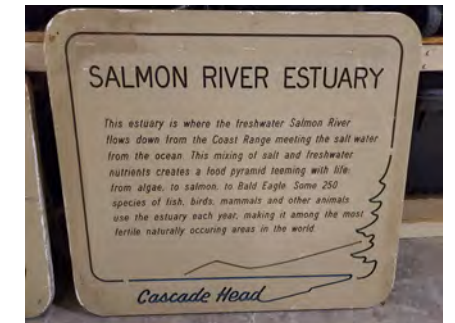 SALMON RIVER ESTUARY
This estuary is where the freshwater Salmon River
flows down from the Coast Range meeting the salt water
from the ocean. This mixing of salt and freshwater
nutrients creates a food pyramid teeming with life:
from algae, to salmon, to Bald Eagle. Some 250
species of fish, birds, mammals and other animals
use the estuary each year, making it among the most
fertile naturally occuring areas in the world.
Cascade Head